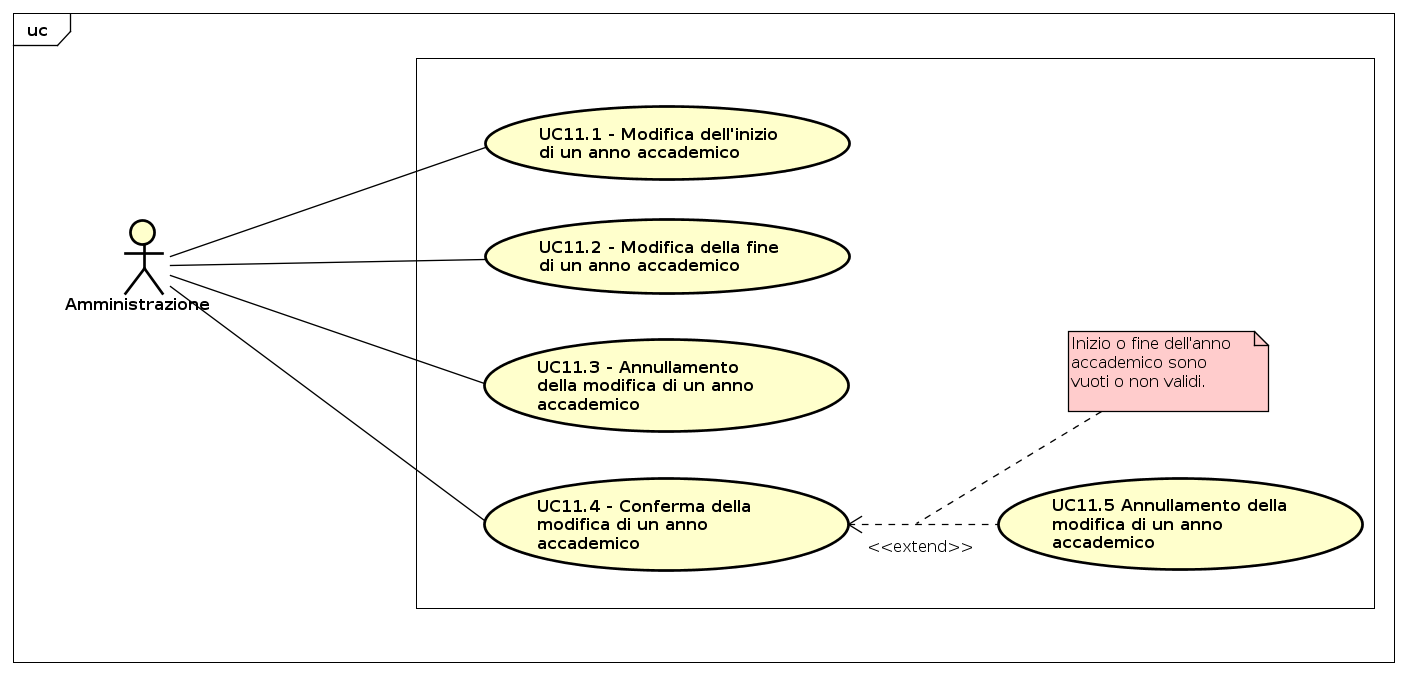 uc
UC11.1 - Modifica dell'inizio
di un anno accademico
UC11.2 - Modifica della fine
di un anno accademico
Amministrazione
UC11.3 - Annullamento
della modifica di un anno
accademico
Inizio o fine dell'anno
accademico sono
vuoti o non validi.
UC11.4 - Conferma della
modifica di un anno
accademico
<<extend>>
UC11.5 Annullamento della
modifica di un anno
accademico